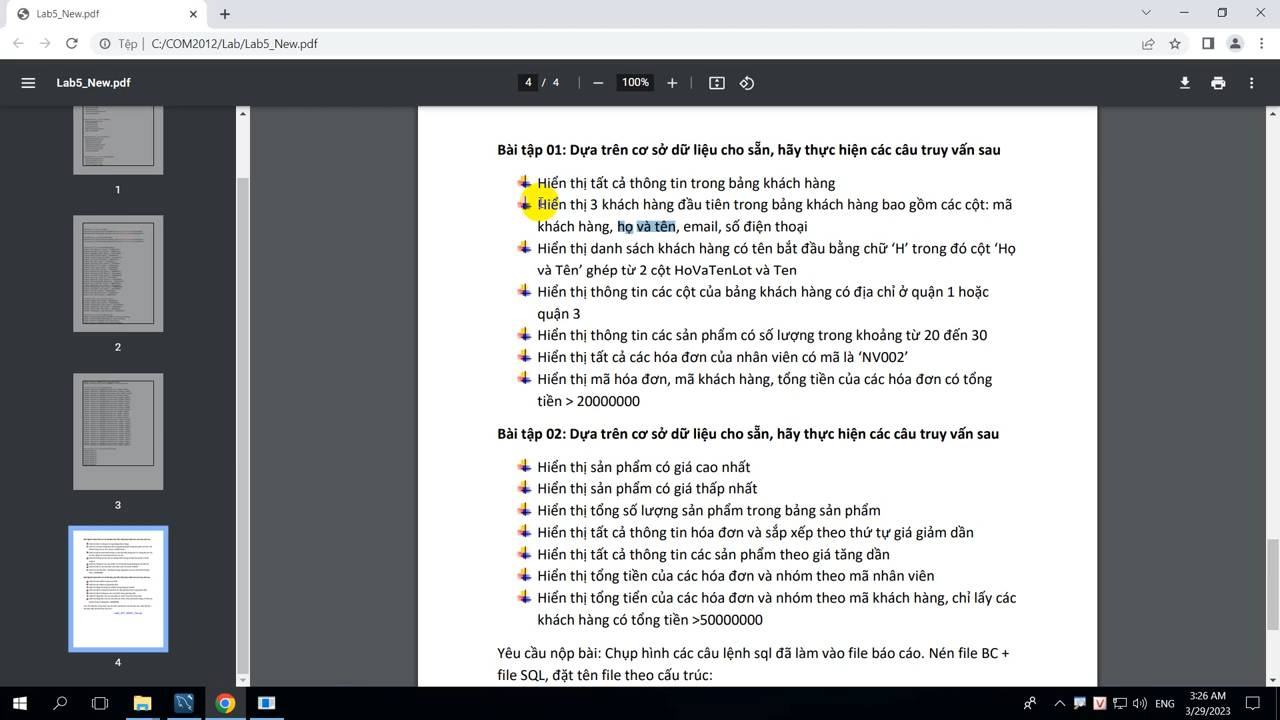 Lab5_New.pdf
Tệp
C:/COM2012/Lab/Lab5_New.pdf
Lab5_New.pdf
4 / 4
100%
1
2
3
4
Bài tập 01: Dựa trên cơ sở dữ liệu cho sẵn, hãy thực hiện các câu truy vấn sau
Hiển thị tất cả thông tin trong bảng khách hàng
Hiển thị 3 khách hàng đầu tiên trong bảng khách hàng bao gồm các cột: mã
khách hàng, họ và tên, email, số điện thoại
Hiển thị danh sách khách hàng có tên bắt đầu bằng chữ ‘H’ trong đó cột ‘Họ
và Tên’ ghép từ 2 cột HoVaTenLot và Ten
Hiển thị thông tin các cột của bảng khách hàng có địa chỉ ở quận 1 hoặc
quận 3
Hiển thị thông tin các sản phẩm có số lượng trong khoảng từ 20 đến 30
Hiển thị tất cả các hóa đơn của nhân viên có mã là ‘NV002’
Hiển thị mã hóa đơn, mã khách hàng, tổng tiền của các hóa đơn có tổng
tiền > 20000000
Bài tập 02: Dựa trên cơ sở dữ liệu cho sẵn, hãy thực hiện các câu truy vấn sau
Hiển thị sản phẩm có giá cao nhất
Hiển thị sản phẩm có giá thấp nhất
Hiển thị tổng số lượng sản phẩm trong bảng sản phẩm
Hiển thị tất cả thông tin hóa đơn và sắp xếp theo thứ tự giá giảm dần
Hiển thị tất cả thông tin các sản phẩm theo giá tăng dần
Hiển thị tổng tiền của các hóa đơn và nhóm theo mã nhân viên
Hiển thị tổng tiền của các hóa đơn và nhóm theo mã khách hàng, chỉ lấy các
khách hàng có tổng tiền >50000000
Yêu cầu nộp bài: Chụp hình các câu lệnh sql đã làm vào file báo cáo. Nén file BC +
file SQL, đặt tên file theo cấu trúc:
ENG
3:26 AM
3/29/2023